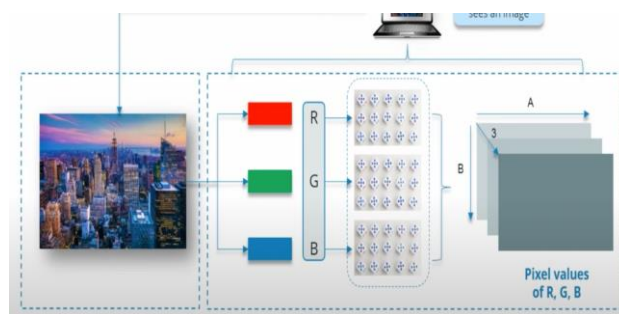 sees an image
R
G
B
A
B
3
Pixel values
of R, G, B